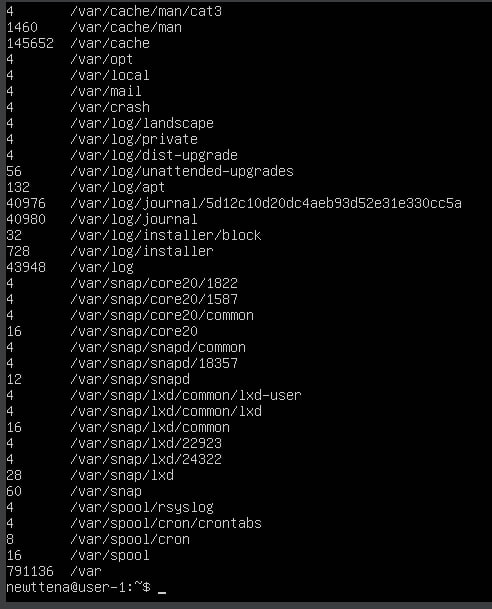 4 /var/cache/man/cat3
1460 /var/cache/man
145652 /var/cache
4 /var/opt
4 /var/local
4 /var/mail
4 /var/crash
4 /var/log/landscape
4 /var/log/private
4 /var/log/dist-upgrade
56 /var/log/unattended-upgrades
132 /var/log/apt
40976 /var/log/journal/5d12c10d20dc4aeb93d52e31e330cc5a
40980 /var/log/journal
32 /var/log/installer/block
728 /var/log/installer
43948 /var/log
4 /var/snap/core20/1822
4 /var/snap/core20/1587
4 /var/snap/core20/common
16 /var/snap/core20
4 /var/snap/snapd/common
4 /var/snap/snapd/18357
12 /var/snap/snapd
4 /var/snap/lxd/common/lxd-user
4 /var/snap/lxd/common/lxd
16 /var/snap/lxd/common
4 /var/snap/lxd/22923
4 /var/snap/lxd/24322
28 /var/snap/lxd
60 /var/snap
4 /var/spool/rsyslog
4 /var/spool/cron/crontabs
8 /var/spool/cron
16 /var/spool
791136 /var
newttena@user-1:~$ _